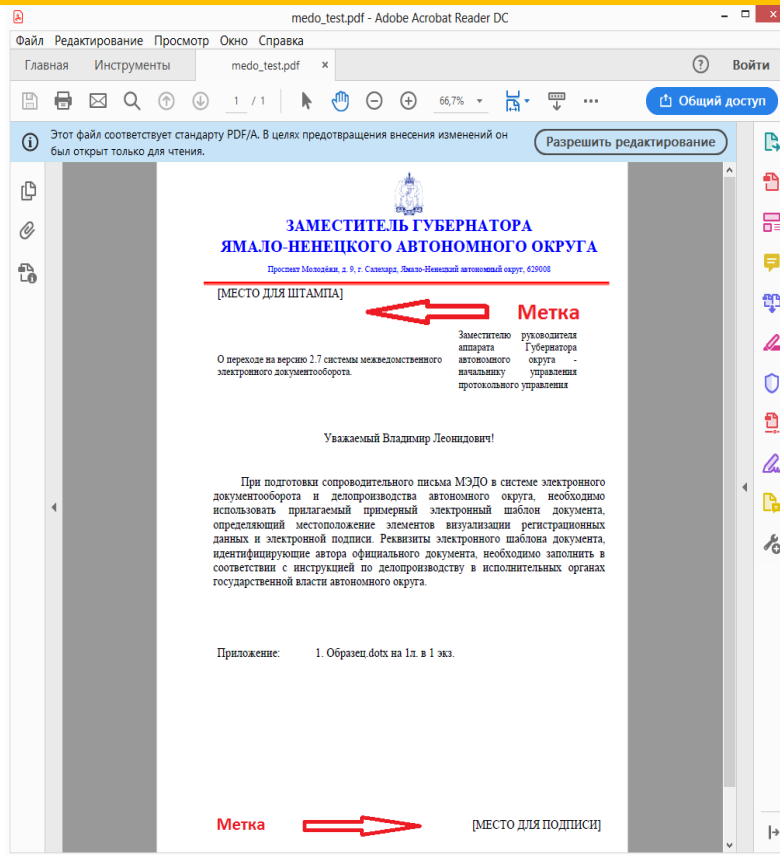 medo_test.pdf - Adobe Acrobat Reader DC
Файл Редактирование Просмотр Окно Справка
Главная Инструменты medo_test.pdf × ? Войти
1 / 1 66,7% Общий доступ
Этот файл соответствует стандарту PDF/A. В целях предотвращения внесения изменений он
был открыт только для чтения.
Разрешить редактирование
ЗАМЕСТИТЕЛЬ ГУБЕРНАТОРА
ЯМАЛО-НЕНЕЦКОГО АВТОНОМНОГО ОКРУГА
Проспект Молодёжи, д. 9, г. Салехард, Ямало-Ненецкий автономный округ, 629008
[МЕСТО ДЛЯ ШТАМПА]
Метка
Заместителю руководителя
аппарата Губернатора
автономного округа -
начальнику управления
протокольного управления
О переходе на версию 2.7 системы межведомственного
электронного документооборота.
Уважаемый Владимир Леонидович!
При подготовки сопроводительного письма МЭДО в системе электронного
документооборота и делопроизводства автономного округа, необходимо
использовать прилагаемый примерный электронный шаблон документа,
определяющий местоположение элементов визуализации регистрационных
данных и электронной подписи. Реквизиты электронного шаблона документа,
идентифицирующие автора официального документа, необходимо заполнить в
соответствии с инструкцией по делопроизводству в исполнительных органах
государственной власти автономного округа.
Приложение: 1. Образец.dotx на 1л. в 1 экз.
Метка [МЕСТО ДЛЯ ПОДПИСИ]